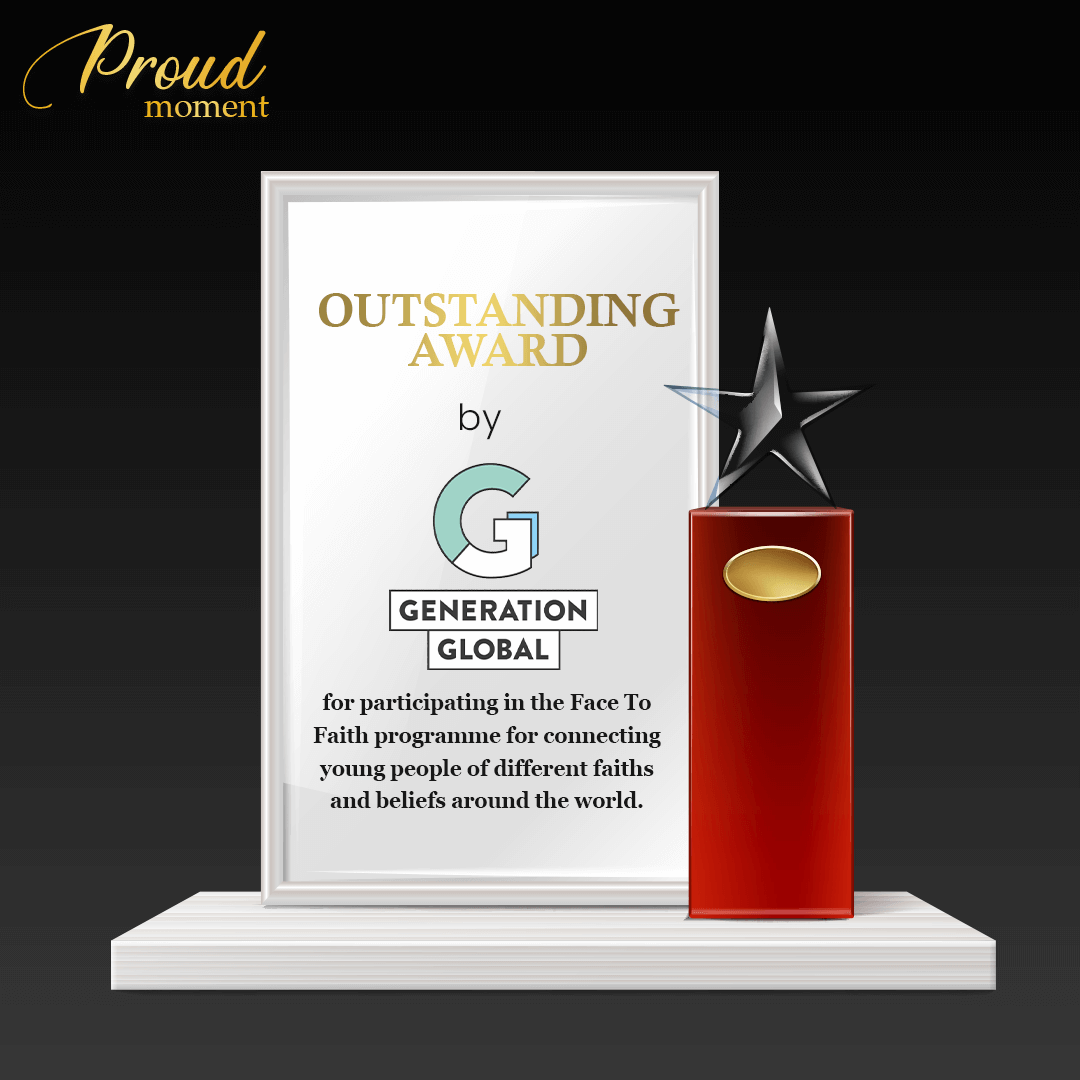 Proud
moment
OUTSTANDING
AWARD
by
G
GENERATION
GLOBAL
for participating in the Face To
Faith programme for connecting
young people of different faiths
and beliefs around the world.